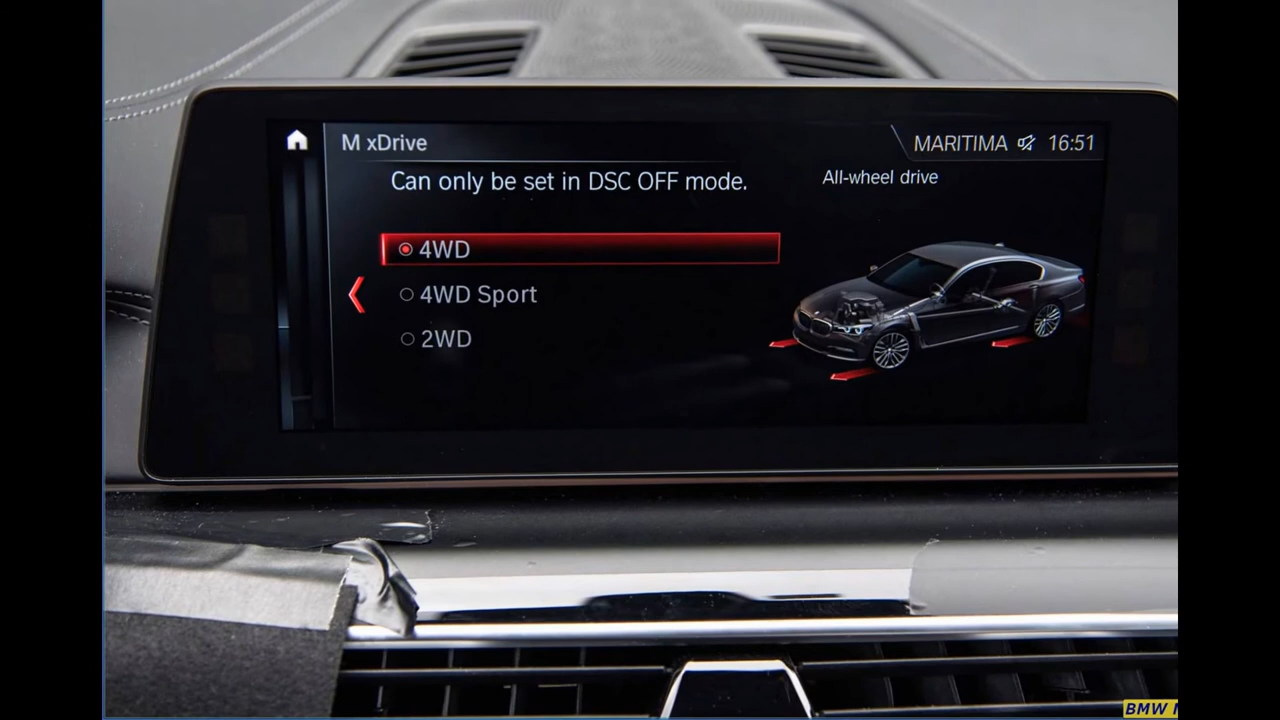 M xDrive
MARITIMA 16:51
Can only be set in DSC OFF mode.
All-wheel drive
4WD
4WD Sport
2WD
BMW